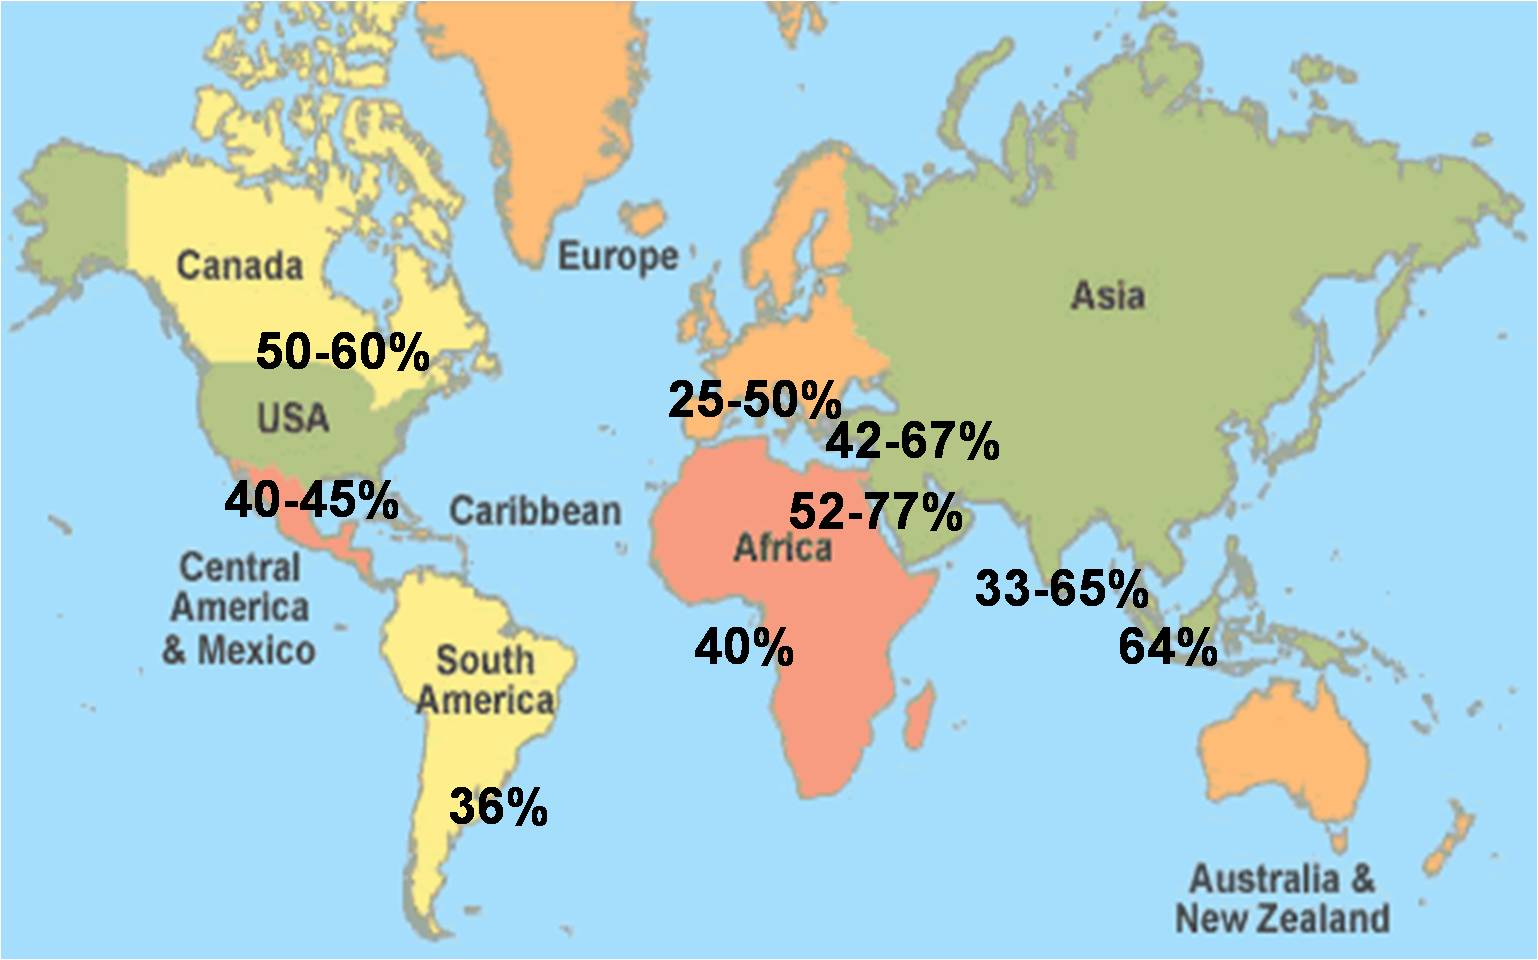 Canada
Europe
Asia
50-60%
USA
25-50%
42-67%
40-45%
Caribbean
52-77%
Africa
Central
America
& Mexico
33-65%
40%
64%
South
America
36%
Australia &
New Zealand